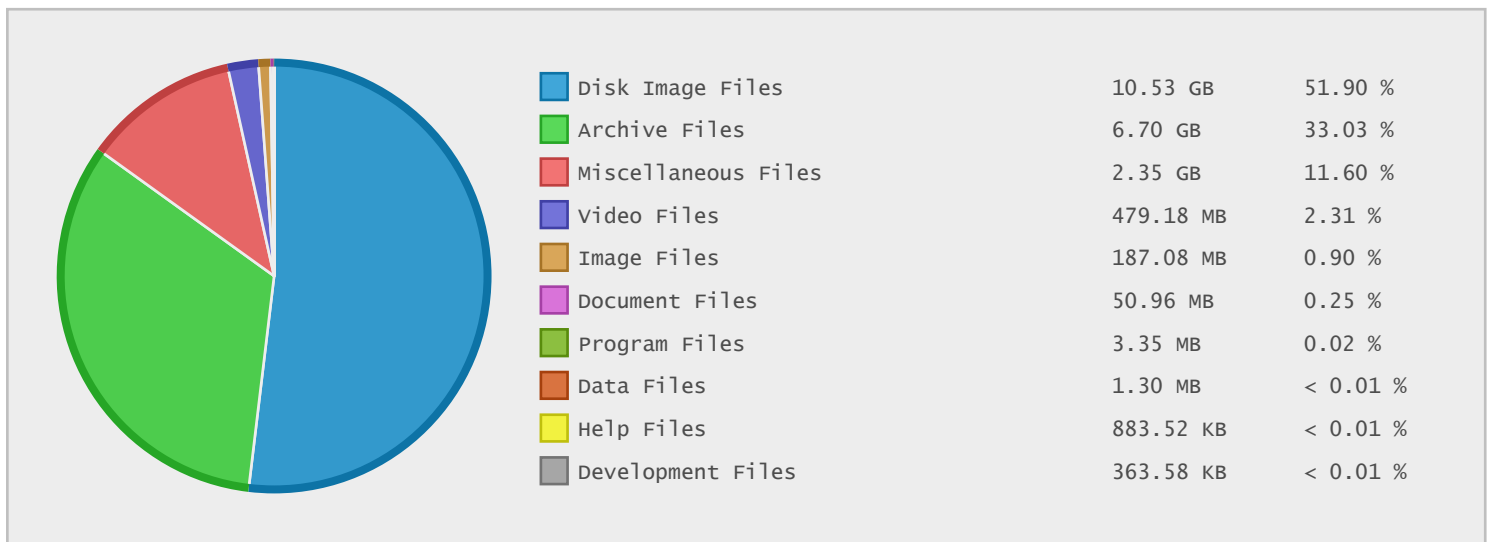 Disk Image Files 10.53 GB 51.90 %
Archive Files 6.70 GB 33.03 %
Miscellaneous Files 2.35 GB 11.60 %
Video Files 479.18 MB 2.31 %
Image Files 187.08 MB 0.90 %
Document Files 50.96 MB 0.25 %
Program Files 3.35 MB 0.02 %
Data Files 1.30 MB < 0.01 %
Help Files 883.52 KB < 0.01 %
Development Files 363.58 KB < 0.01 %